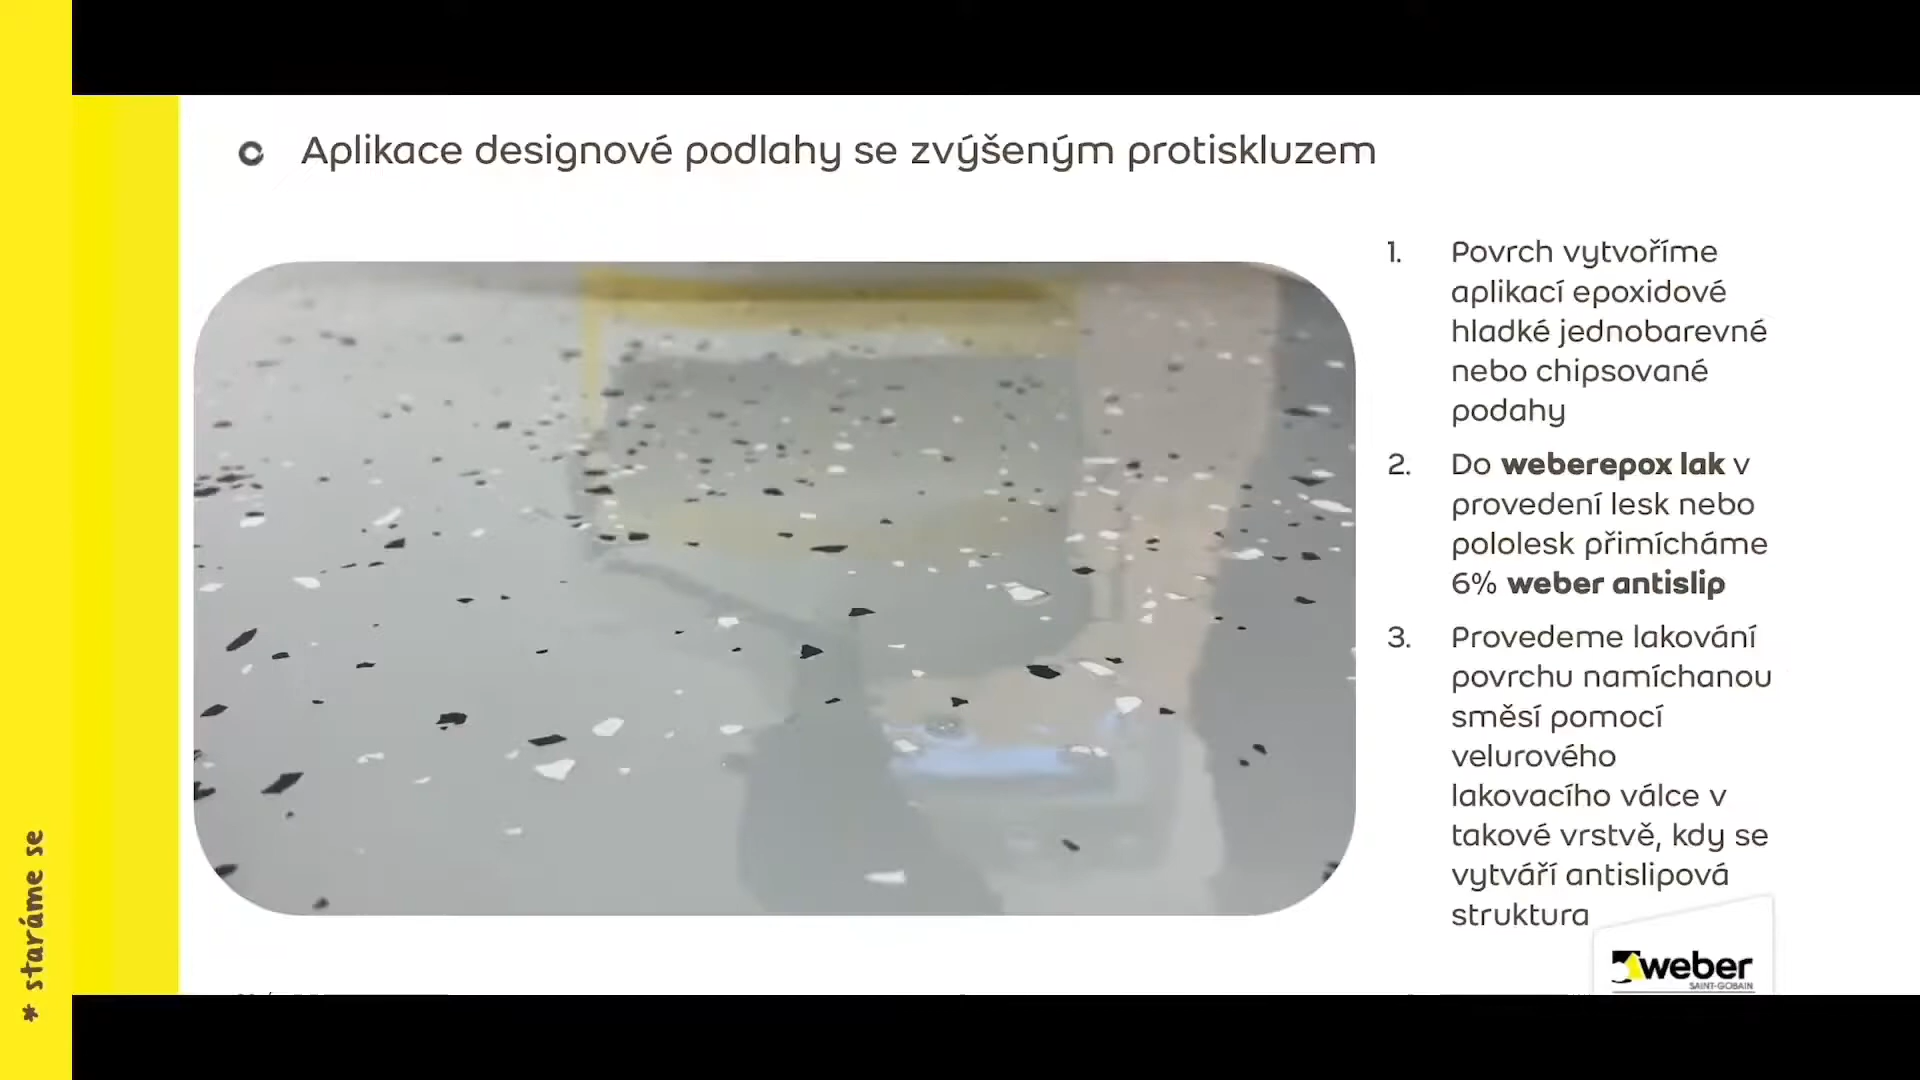 Aplikace designové podlahy se zvýšeným protiskluzem
1. Povrch vytvoříme
aplikací epoxidové
hladké jednobarevné
nebo chipsované
podahy
2. Do weberepox lak v
provedení lesk nebo
pololesk přimícháme
6% weber antislip
3. Provedeme lakování
povrchu namíchanou
směsí pomocí
velurového
lakovacího válce v
takové vrstvě, kdy se
vytváří antislipová
struktura
weber
SAINT-GOBAIN
* staráme se